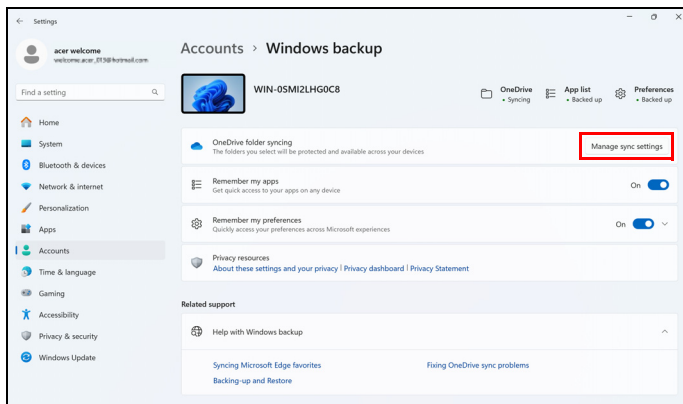 Settings
acer welcome
Accounts > Windows backup
Find a setting
WIN-0SMI2LHG0C8
OneDrive
• Syncing
App list
• Backed up
Preferences
• Backed up
Home
System
Bluetooth & devices
Network & internet
Personalization
Apps
Accounts
Time & language
Gaming
Accessibility
Privacy & security
Windows Update
OneDrive folder syncing
The folders you select will be protected and available across your devices
Manage sync settings
Remember my apps
Get quick access to your apps on any device
On
Remember my preferences
Quickly access your preferences across Microsoft experiences
On
Privacy resources
About these settings and your privacy | Privacy dashboard | Privacy Statement
Related support
Help with Windows backup
Syncing Microsoft Edge favorites
Fixing OneDrive sync problems
Backing-up and Restore